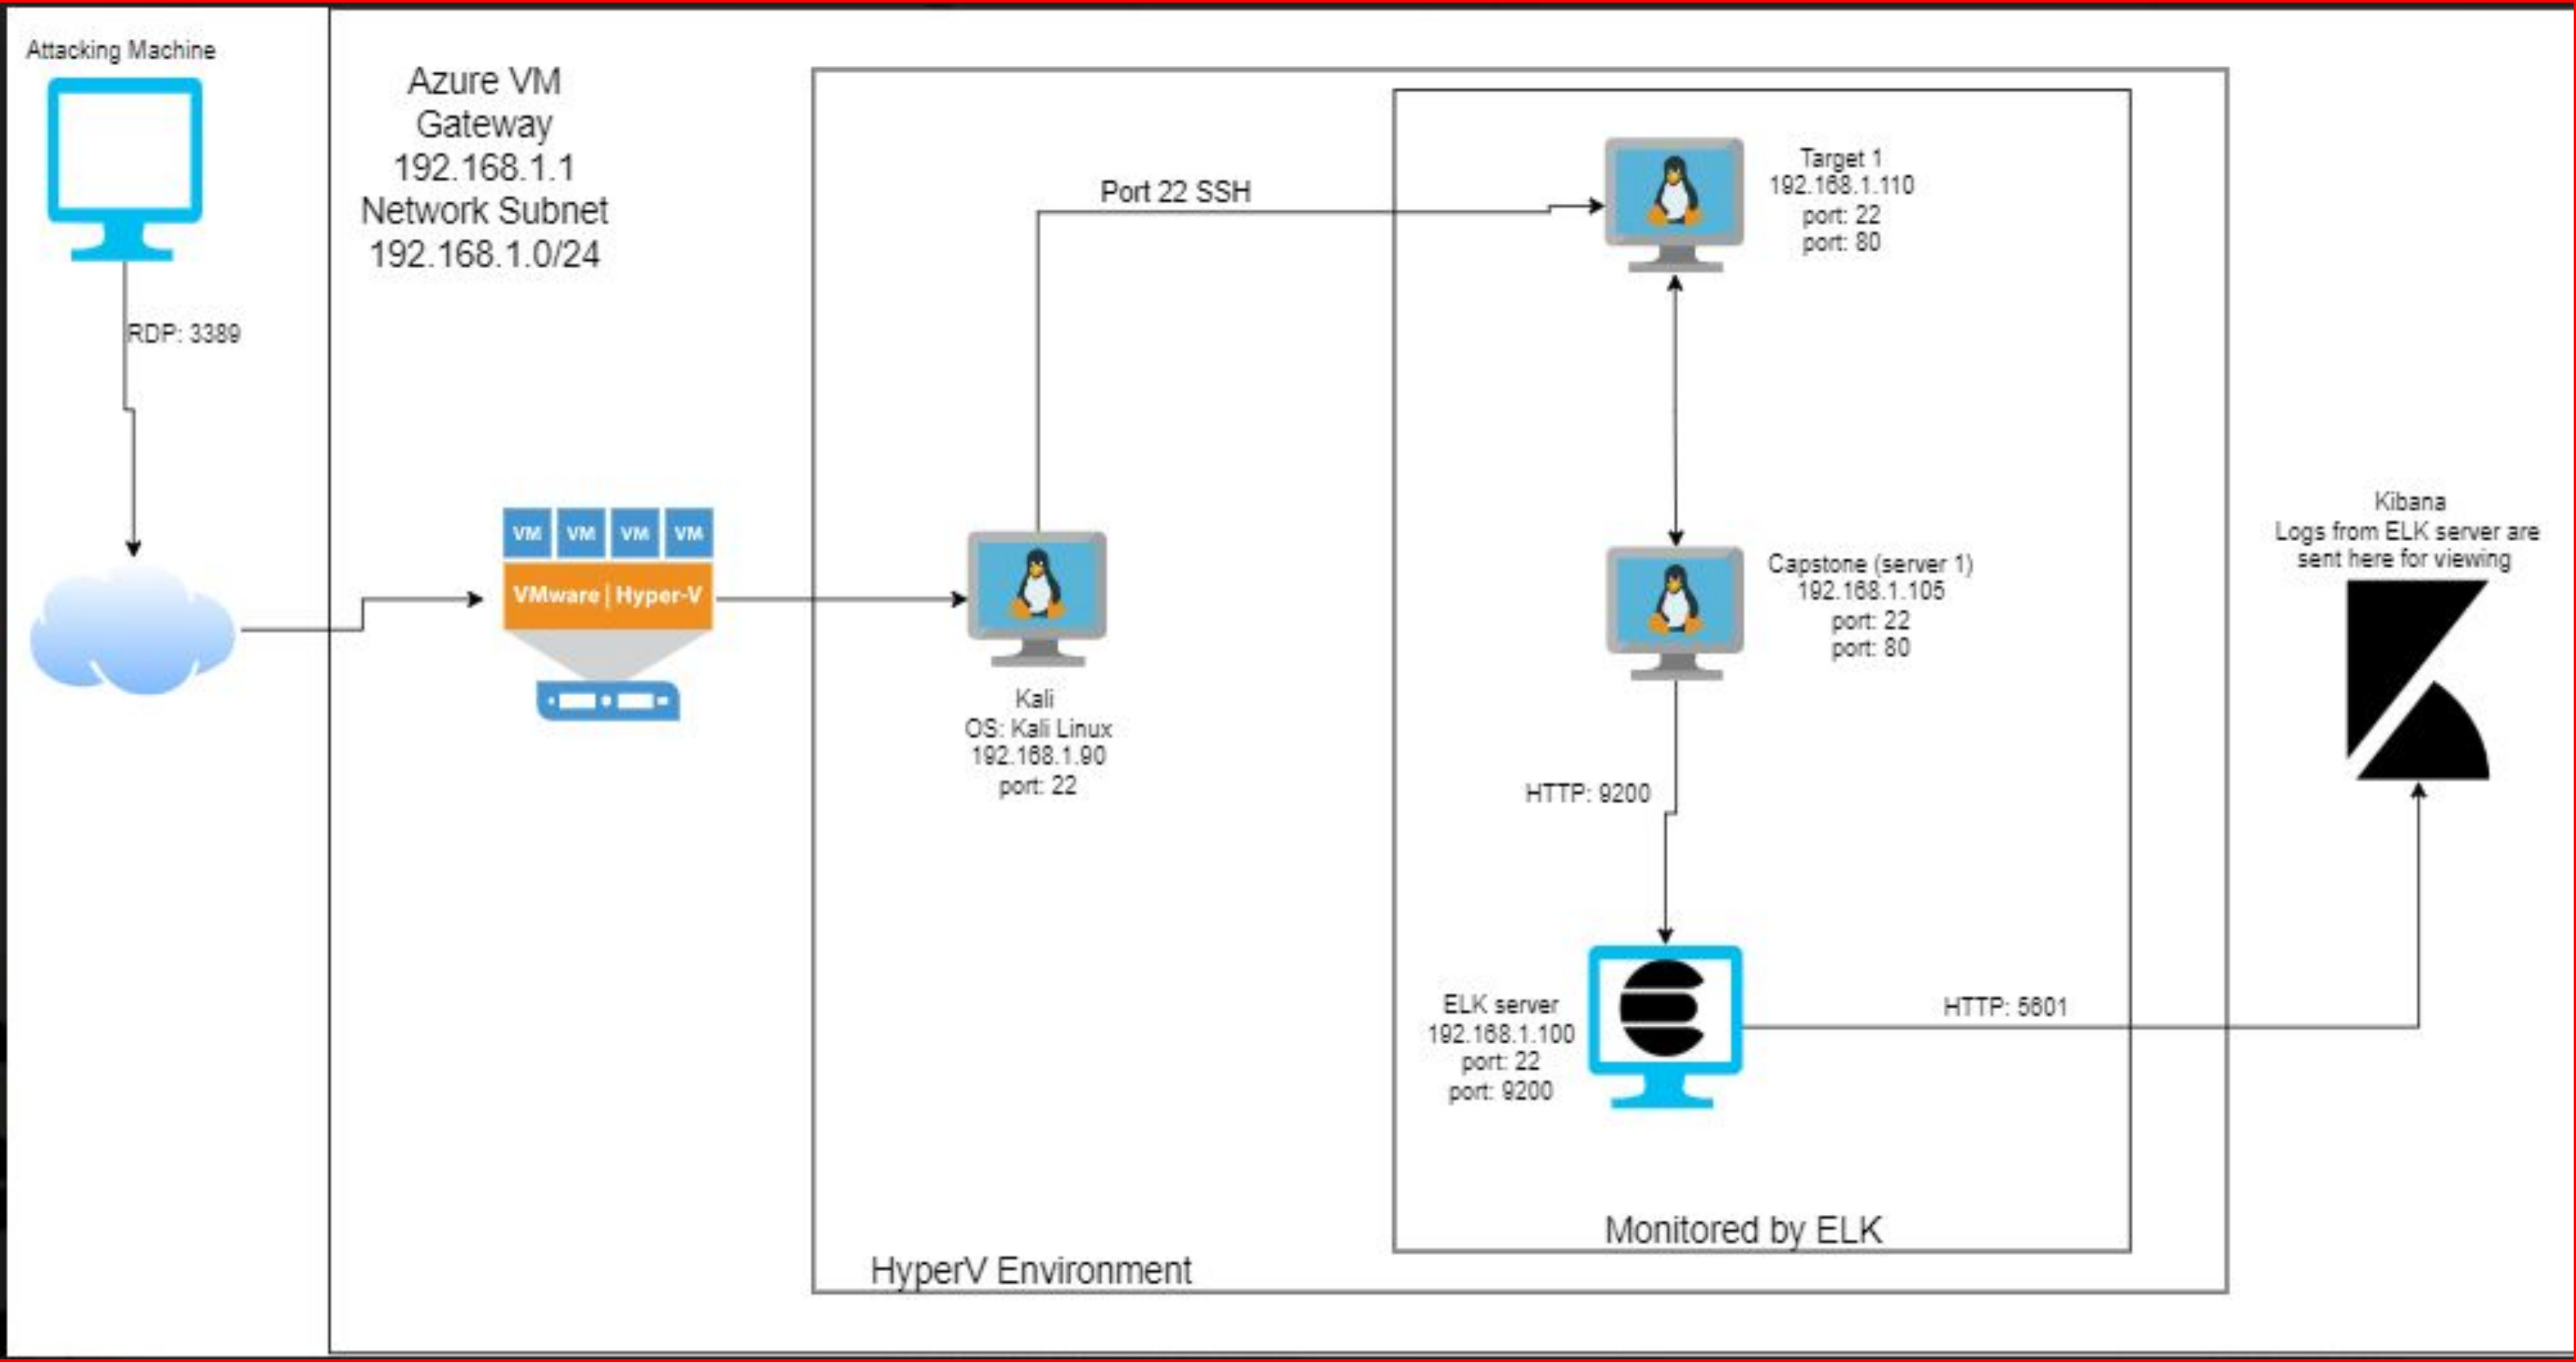 Attacking Machine
RDP: 3389
Azure VM
Gateway
192.168.1.1
Network Subnet
192.168.1.0/24
VM VM VM VM
VMware | Hyper-V
Port 22 SSH
Kali
OS: Kali Linux
192.168.1.90
port: 22
Target 1
192.168.1.110
port: 22
port: 80
Capstone (server 1)
192.168.1.105
port: 22
port: 80
HTTP: 9200
ELK server
192.168.1.100
port: 22
port: 9200
HTTP: 5601
Kibana
Logs from ELK server are
sent here for viewing
Monitored by ELK
HyperV Environment